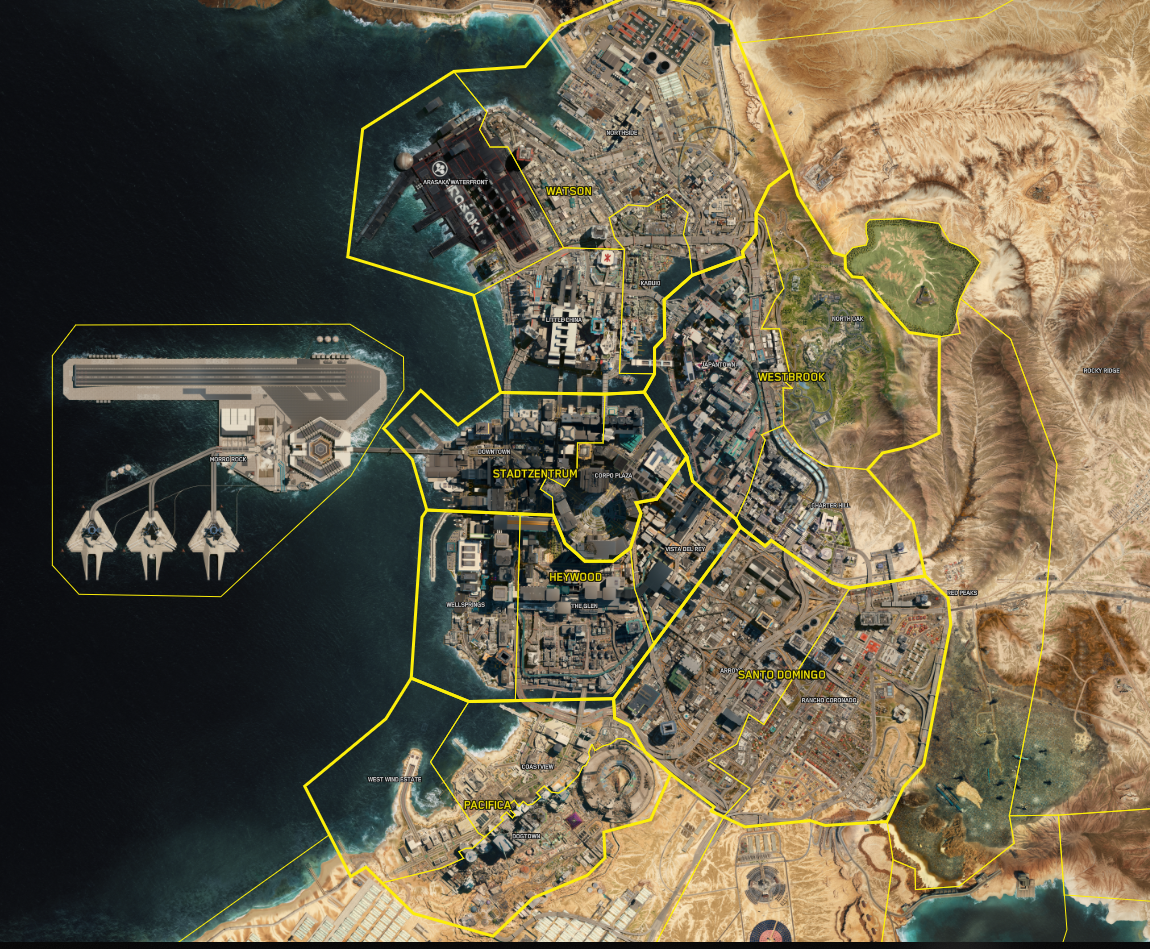 NORTHSIDE
ARASAKA WATERFRONT
WATSON
KABUKI
LITTLE CHINA
NORTH OAK
JAPANTOWN
ROCKY RIDGE
WESTBROOK
DOWNTOWN
MORRO ROCK
STADTZENTRUM
CORPO PLAZA
CHARTER HILL
VISTA DEL REY
HEYWOOD
RED PEAKS
WELLSPRINGS
THE GLEN
ARROYO
SANTO DOMINGO
RANCHO CORONADO
COASTVIEW
WEST WIND ESTATE
PACIFICA
DOGTOWN